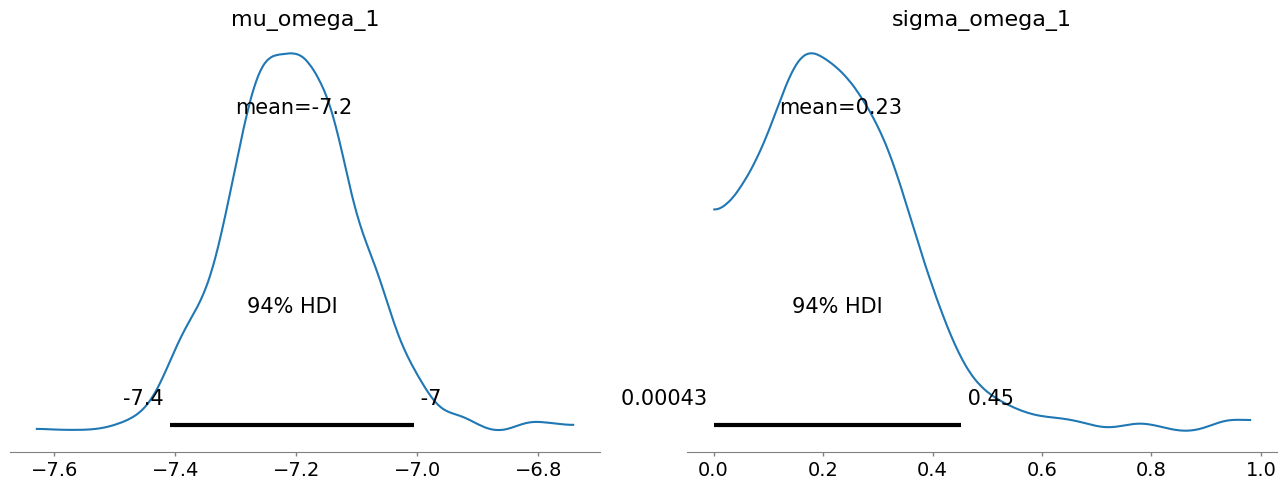 mu_omega_1
mean=-7.2
94% HDI
-7.4
-7
−7.6
−7.4
−7.2
−7.0
−6.8
sigma_omega_1
mean=0.23
94% HDI
0.00043
0.45
0.0
0.2
0.4
0.6
0.8
1.0